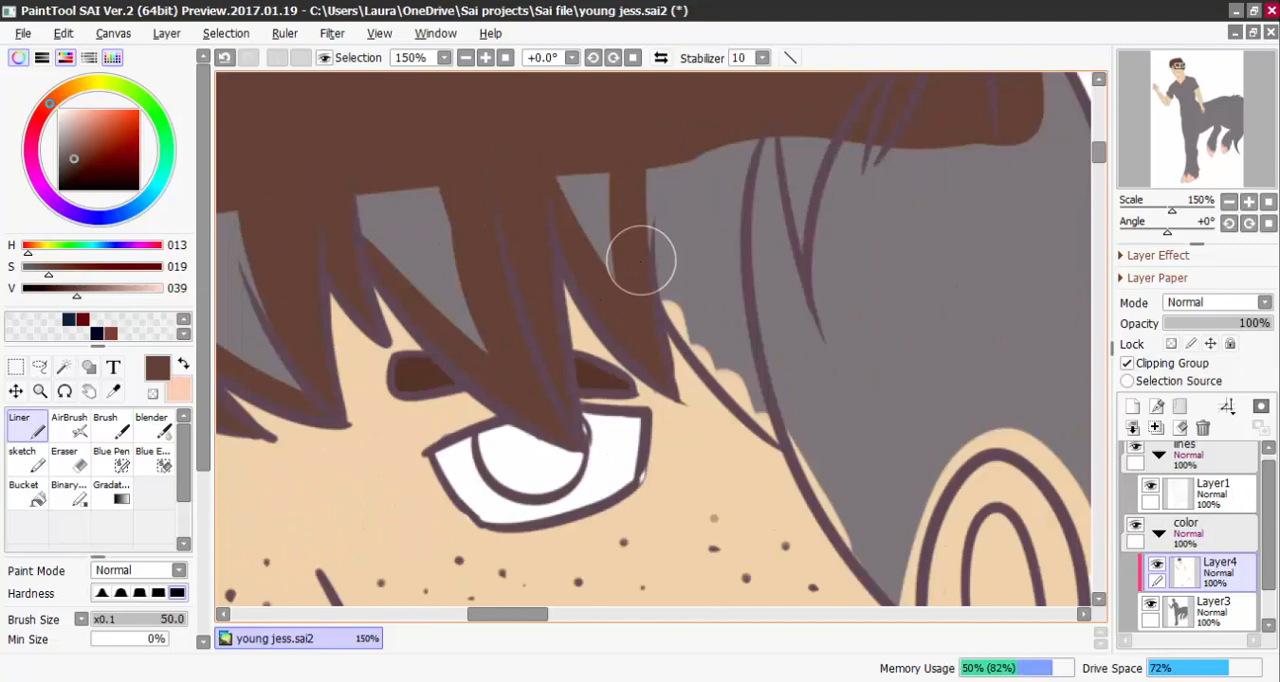 PaintTool SAI Ver.2 (64bit) Preview.2017.01.19 - C:\Users\Laura\OneDrive\Sai projects\Sai file\young jess.sai2 (*)
File Edit Canvas Layer Selection Ruler Filter View Window Help
Selection 150% +0.0° Stabilizer 10
H 013
S 019
V 039
T
Liner AirBrush Brush blender
sketch Eraser Blue Pen Blue E...
Bucket Binary... Gradat...
Paint Mode Normal
Hardness
Brush Size x0.1 50.0
Min Size 0%
young jess.sai2 150%
Scale 150%
Angle +0°
Layer Effect
Layer Paper
Mode Normal
Opacity 100%
Lock
Clipping Group
Selection Source
lines
Normal
100%
Layer1
Normal
100%
color
Normal
100%
Layer4
Normal
100%
Layer3
Normal
100%
Memory Usage 50% (82%) Drive Space 72%